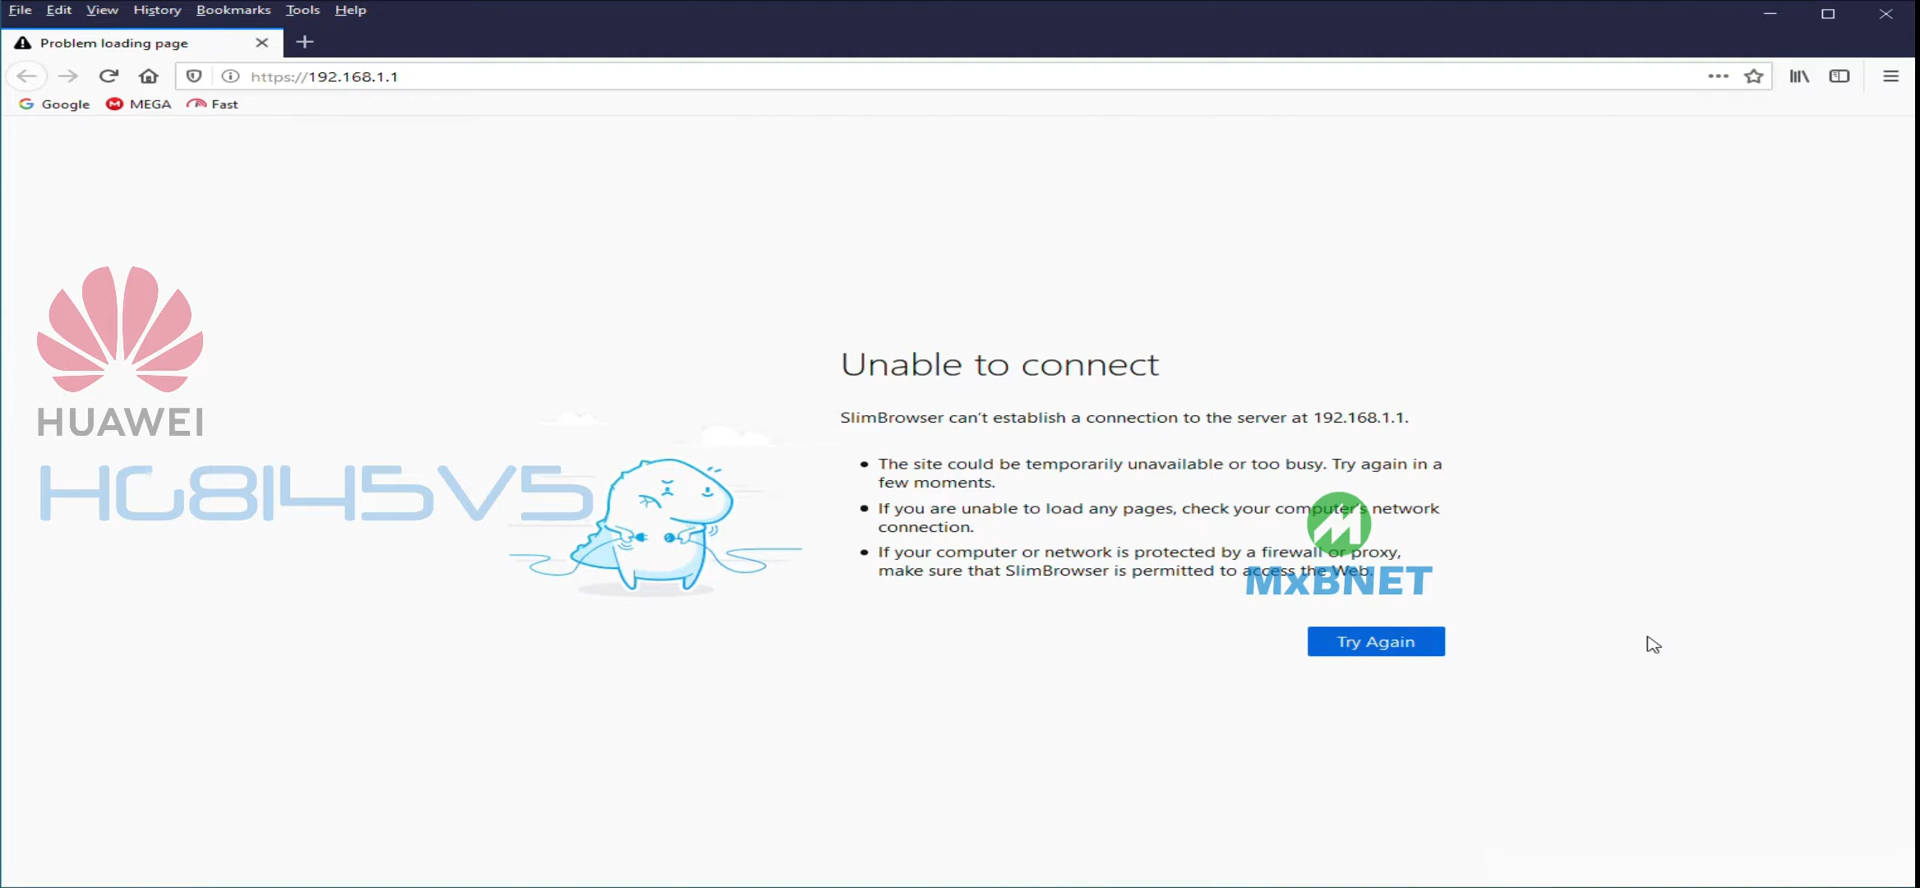 File Edit View History Bookmarks Tools Help
Problem loading page
https://192.168.1.1
Google MEGA Fast
HUAWEI
HG8145V5
Unable to connect
SlimBrowser can’t establish a connection to the server at 192.168.1.1.
The site could be temporarily unavailable or too busy. Try again in a
few moments.
If you are unable to load any pages, check your computer’s network
connection.
If your computer or network is protected by a firewall or proxy,
make sure that SlimBrowser is permitted to access the Web.
MxBNET
Try Again